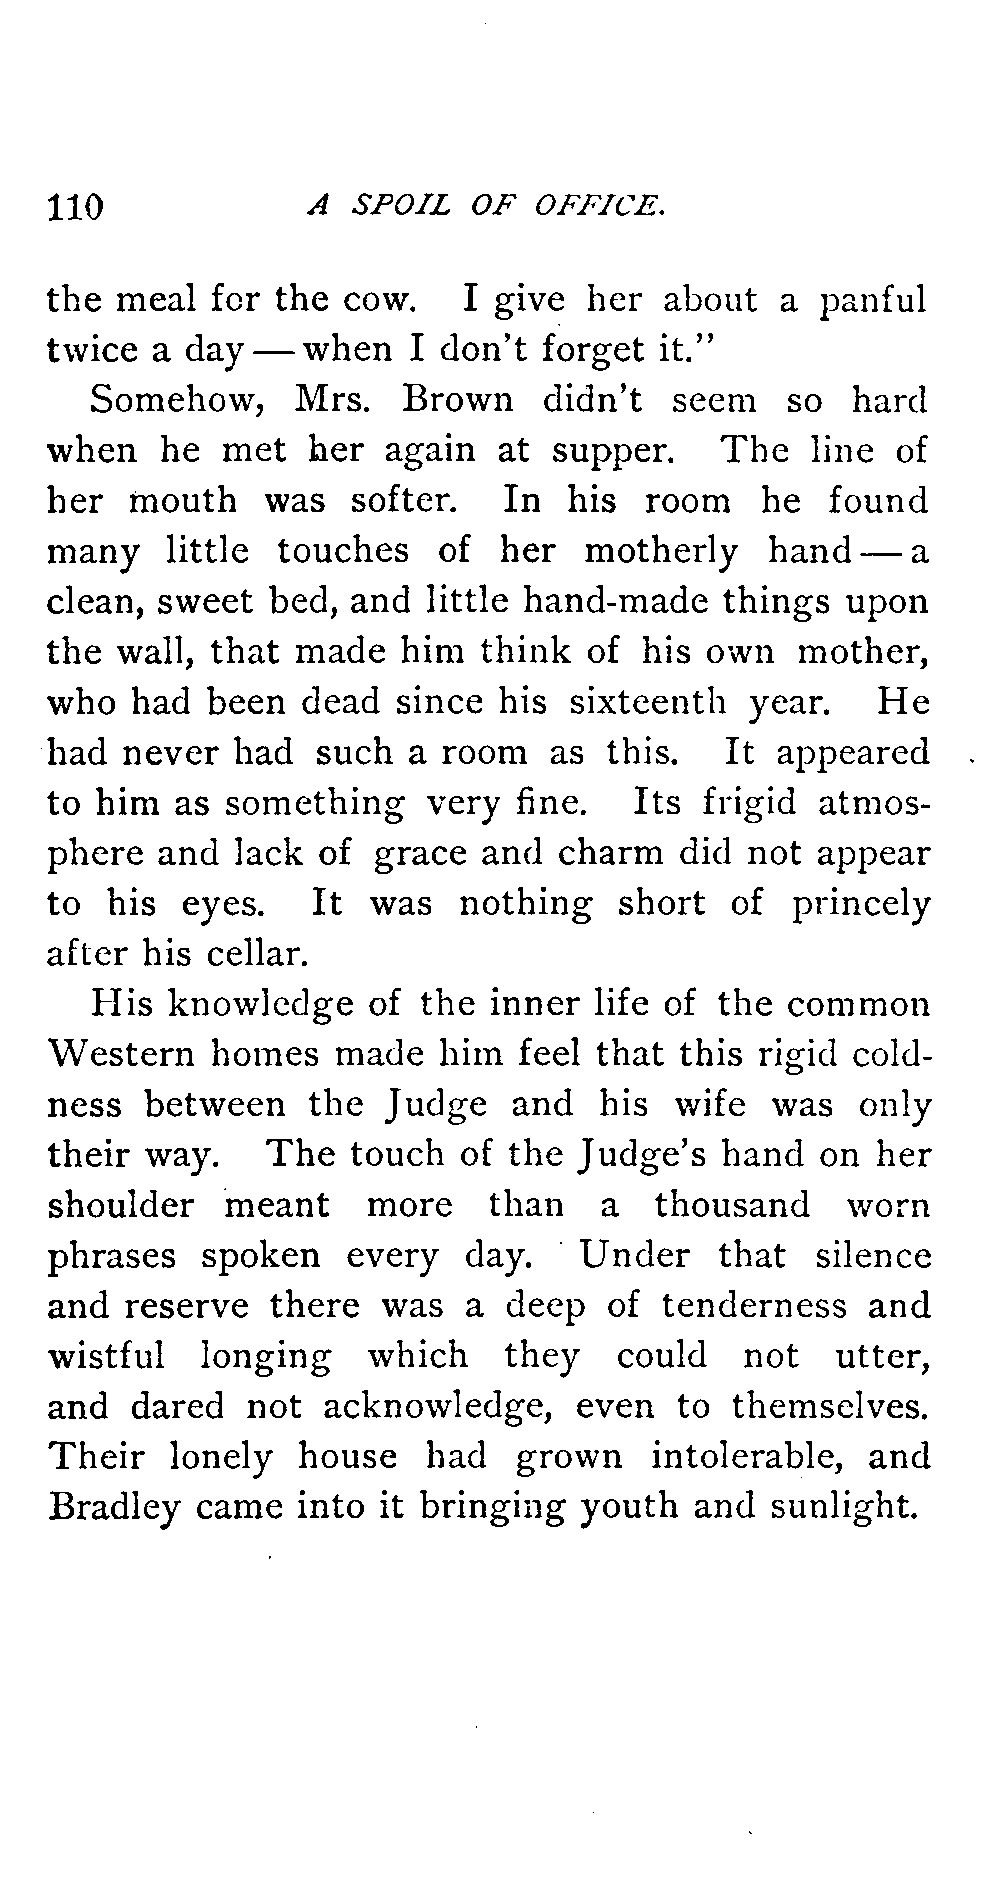 110 A SPOIL OF OFFICE.
the meal for the cow. I give her about a panful
twice a day — when I don't forget it."
Somehow, Mrs. Brown didn't seem so hard
when he met her again at supper. The line of
her mouth was softer. In his room he found
many little touches of her motherly hand — a
clean, sweet bed, and little hand-made things upon
the wall, that made him think of his own mother,
who had been dead since his sixteenth year. He
had never had such a room as this. It appeared
to him as something very fine. Its frigid atmos-
phere and lack of grace and charm did not appear
to his eyes. It was nothing short of princely
after his cellar.
His knowledge of the inner life of the common
Western homes made him feel that this rigid cold-
ness between the Judge and his wife was only
their way. The touch of the Judge's hand on her
shoulder meant more than a thousand worn
phrases spoken every day. Under that silence
and reserve there was a deep of tenderness and
wistful longing which they could not utter,
and dared not acknowledge, even to themselves.
Their lonely house had grown intolerable, and
Bradley came into it bringing youth and sunlight.